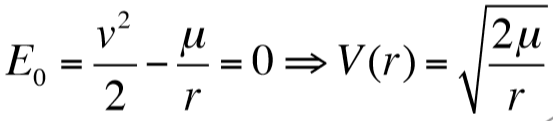 E₀ = v²/2 − μ/r = 0 ⇒ V(r) = √(2μ/r)